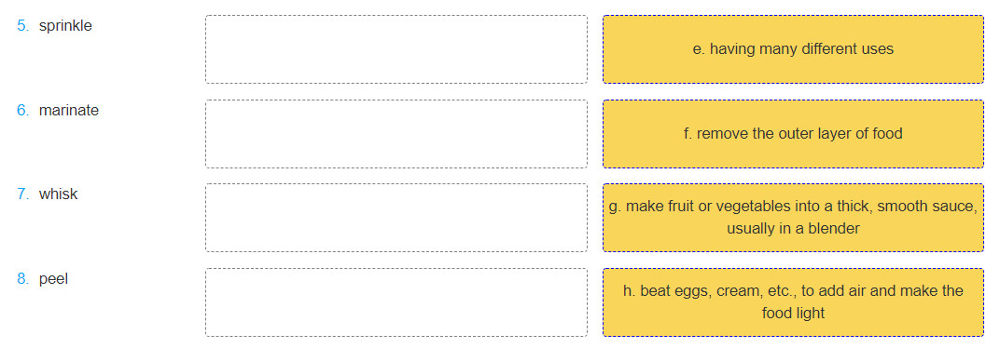 5. sprinkle
e. having many different uses
6. marinate
f. remove the outer layer of food
7. whisk
g. make fruit or vegetables into a thick, smooth sauce,
usually in a blender
8. peel
h. beat eggs, cream, etc., to add air and make the
food light